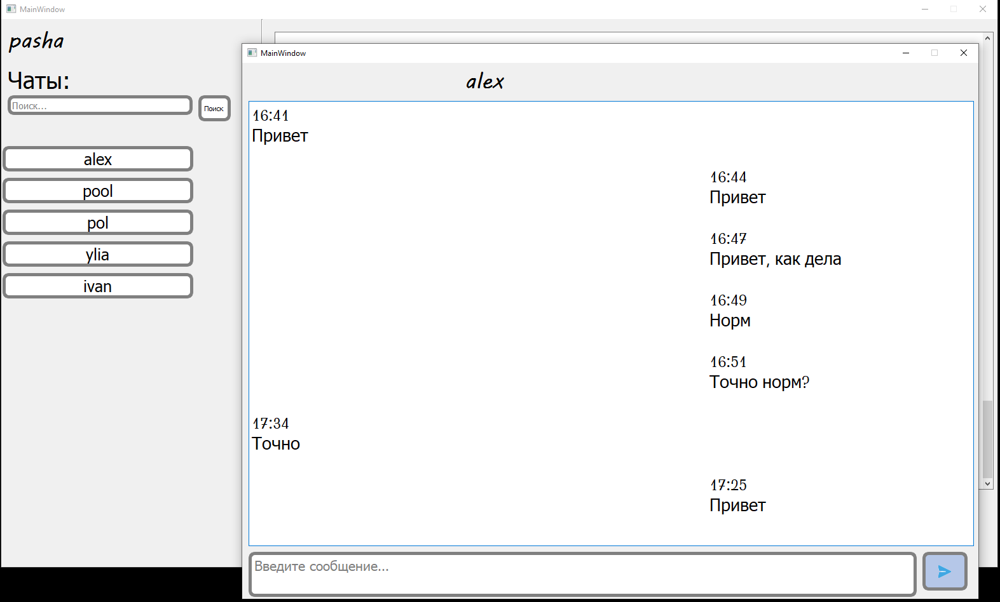 MainWindow
pasha
Чаты:
Поиск...
Поиск
alex
pool
pol
ylia
ivan
MainWindow
alex
16:41
Привет
16:44
Привет
16:47
Привет, как дела
16:49
Норм
16:51
Точно норм?
17:34
Точно
17:25
Привет
Введите сообщение...